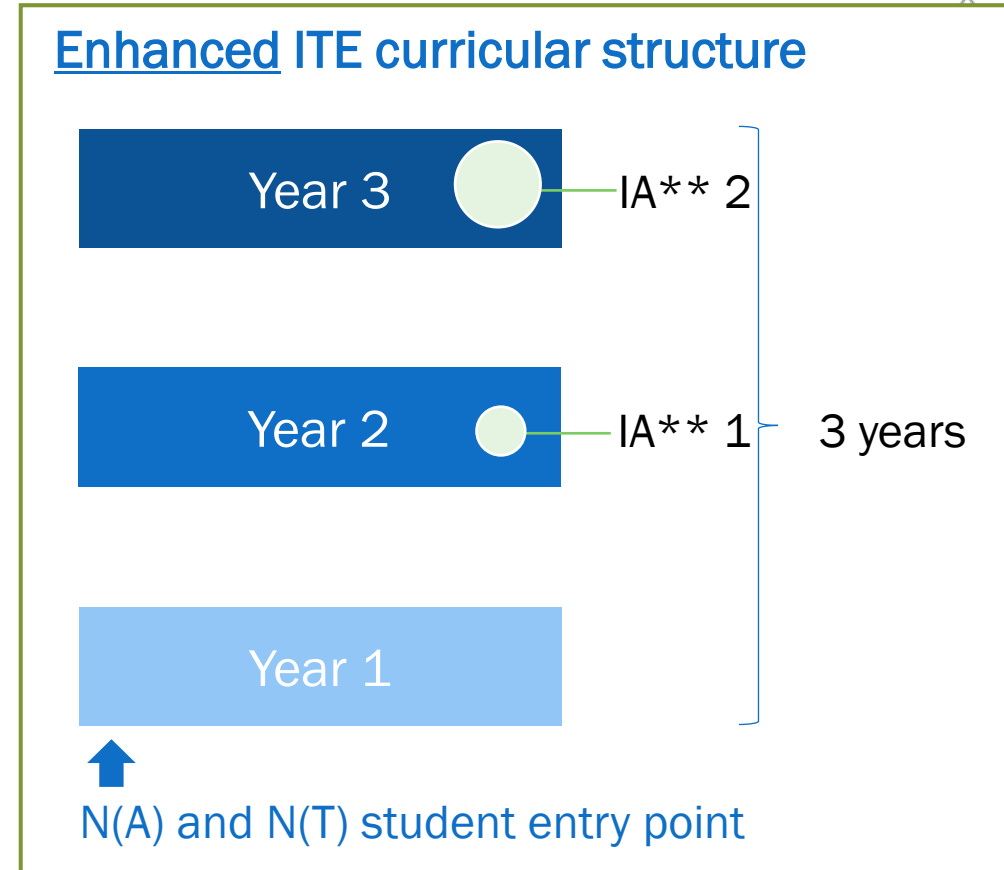 Enhanced ITE curricular structure
Year 3
IA** 2
Year 2
IA** 1
3 years
Year 1
N(A) and N(T) student entry point